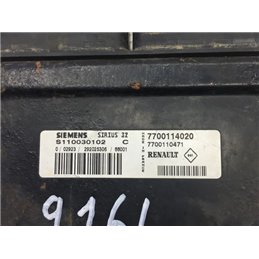 SIEMENS SIRIUS 32
S110030102 C
7700114020
7700110471
RENAULT
9161